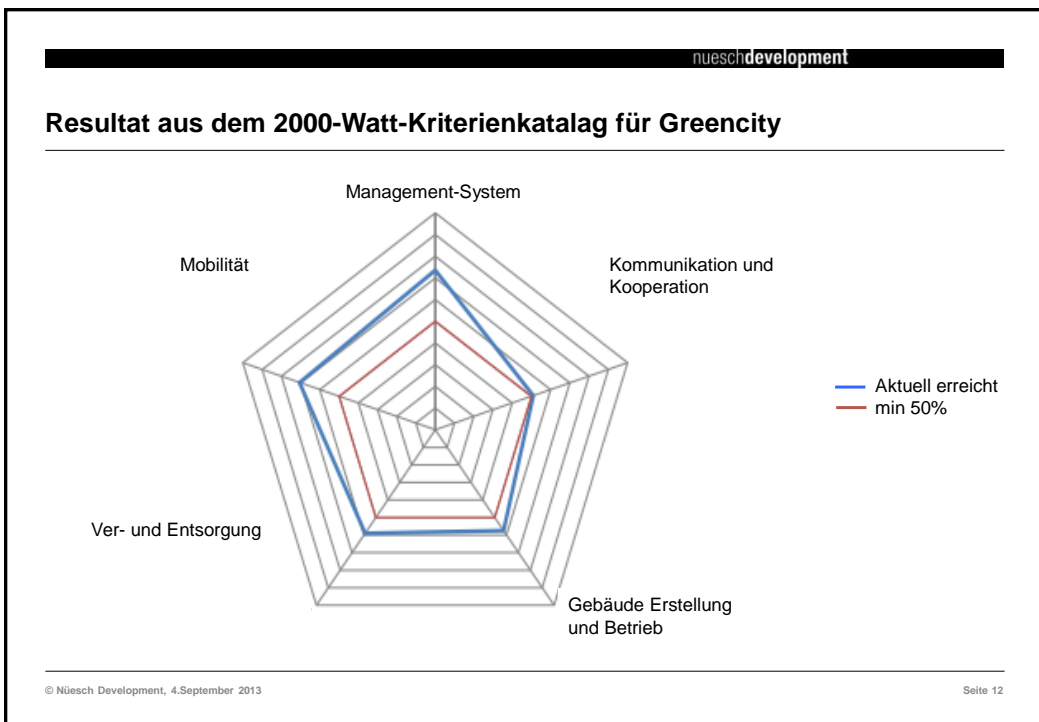 nueschdevelopment
Resultat aus dem 2000-Watt-Kriterienkatalag für Greencity
Management-System
Mobilität
Kommunikation und
Kooperation
Aktuell erreicht
min 50%
Ver- und Entsorgung
Gebäude Erstellung
und Betrieb
© Nüesch Development, 4.September 2013
Seite 12